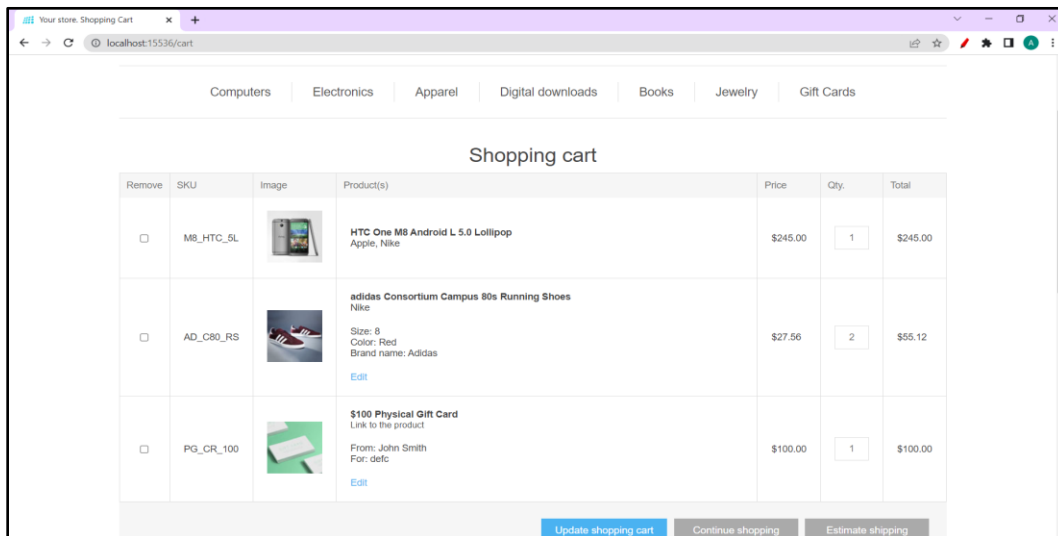 Your store. Shopping Cart
localhost:15536/cart
A
Computers Electronics Apparel Digital downloads Books Jewelry Gift Cards
Shopping cart
Remove SKU Image Product(s) Price Qty. Total
M8_HTC_5L HTC One M8 Android L 5.0 Lollipop $245.00 1 $245.00
Apple, Nike
adidas Consortium Campus 80s Running Shoes
Nike
Size: 8
AD_C80_RS Color: Red $27.56 2 $55.12
Brand name: Adidas
Edit
$100 Physical Gift Card
Link to the product
PG_CR_100 From: John Smith $100.00 1 $100.00
For: defc
Edit
Update shopping cart Continue shopping Estimate shipping